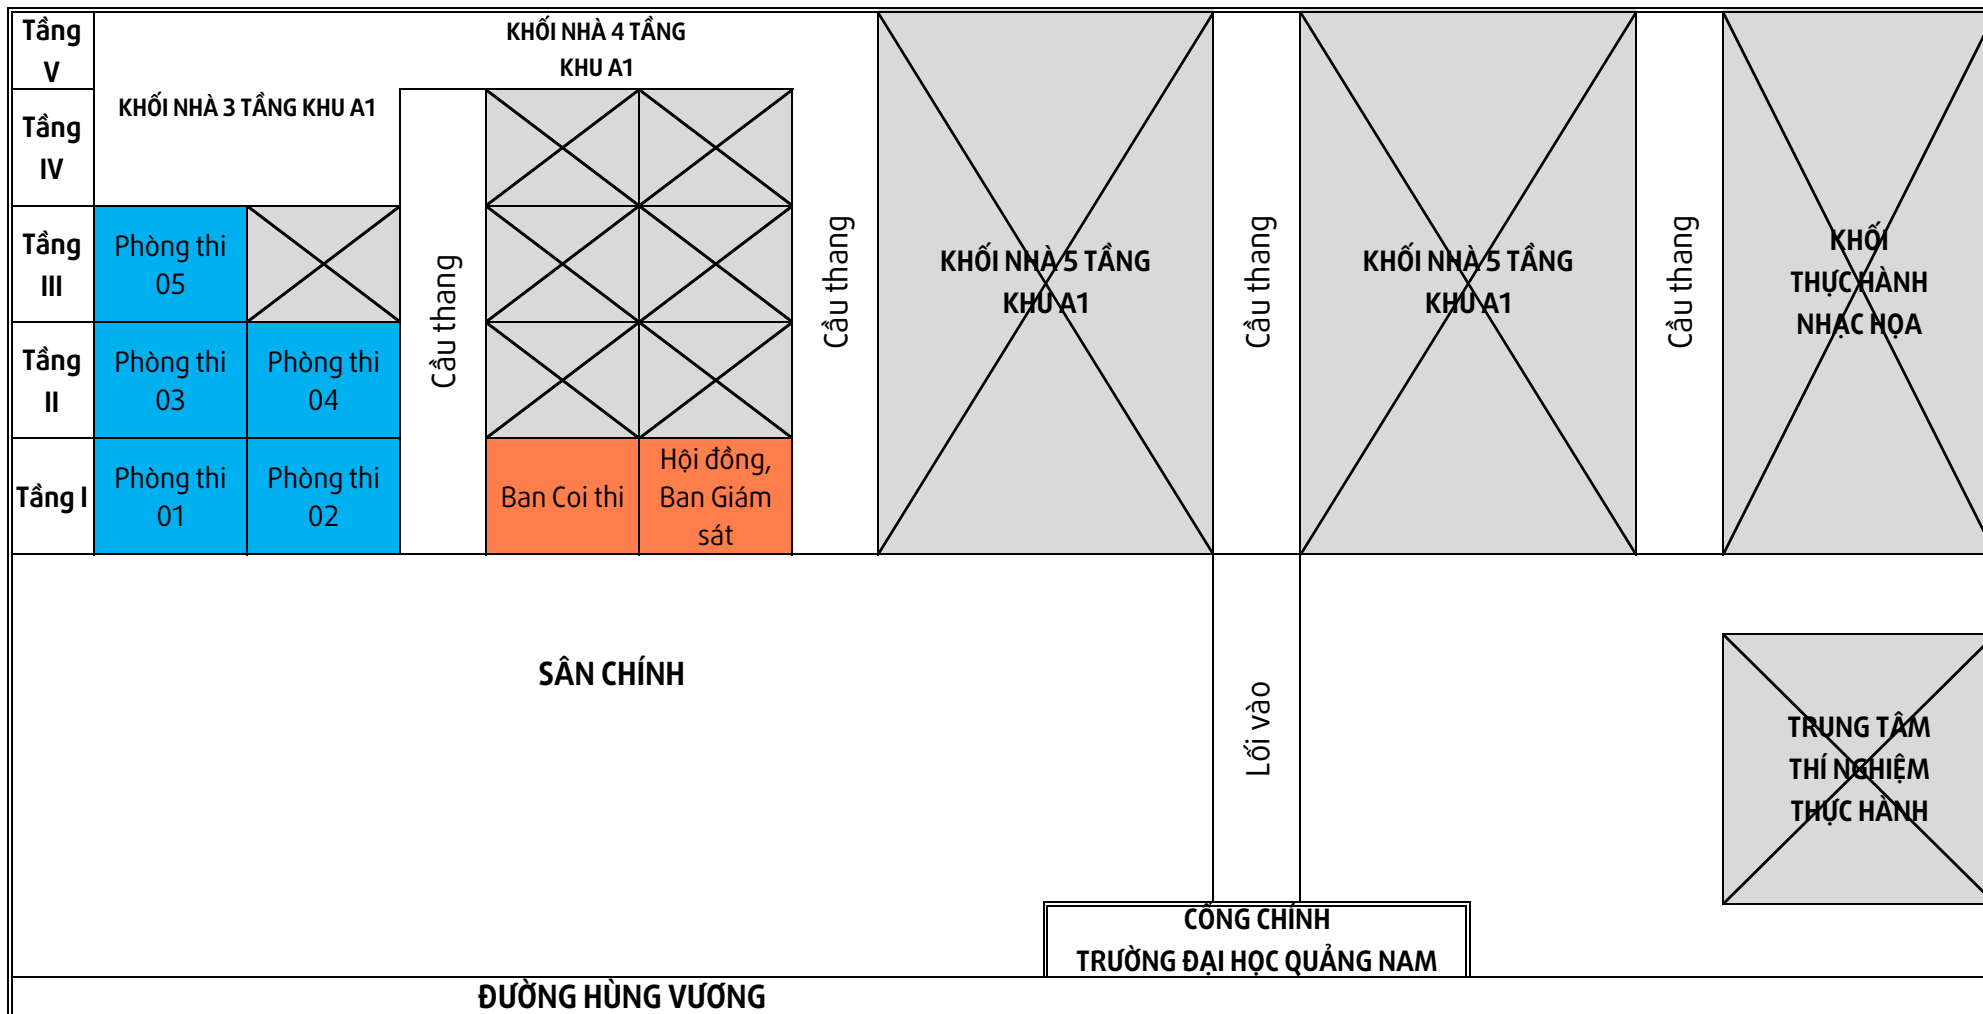 Tầng
V
KHỐI NHÀ 4 TẦNG
KHU A1
KHỐI NHÀ 3 TẦNG KHU A1
Tầng
IV
Tầng
III
Phòng thi
05
Cầu thang
Cầu thang
KHỐI NHÀ 5 TẦNG
KHU A1
Cầu thang
KHỐI NHÀ 5 TẦNG
KHU A1
Cầu thang
KHỐI
THỰC HÀNH
NHẠC HỌA
Tầng
II
Phòng thi
03
Phòng thi
04
Tầng I
Phòng thi
01
Phòng thi
02
Ban Coi thi
Hội đồng,
Ban Giám
sát
SÂN CHÍNH
Lối vào
TRUNG TÂM
THÍ NGHIỆM
THỰC HÀNH
CỔNG CHÍNH
TRƯỜNG ĐẠI HỌC QUẢNG NAM
ĐƯỜNG HÙNG VƯƠNG